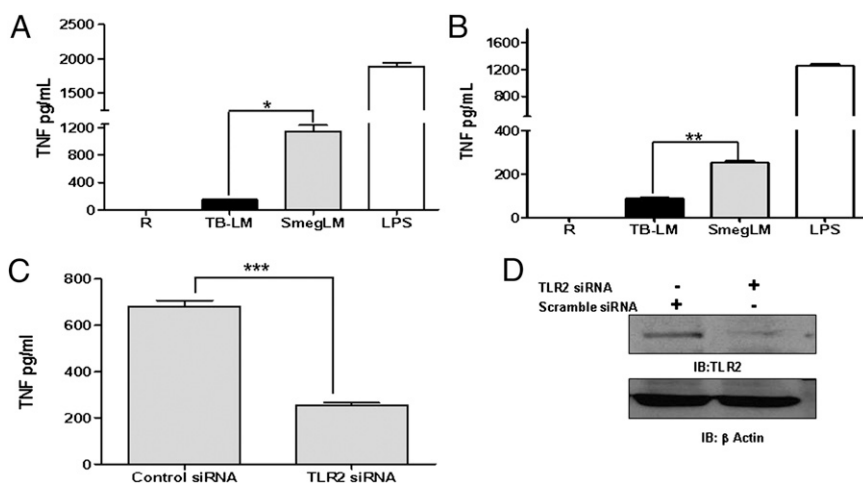 A
TNF pg/mL
2500
2000
1500
1200
800
400
0
*
R TB-LM SmegLM LPS
B
TNF pg/mL
1600
1200
800
400
200
0
**
R TB-LM SmegLM LPS
C
TNF pg/ml
800
600
400
200
0
***
Control siRNA TLR2 siRNA
D
TLR2 siRNA - +
Scramble siRNA + -
IB:TLR2
IB: β Actin